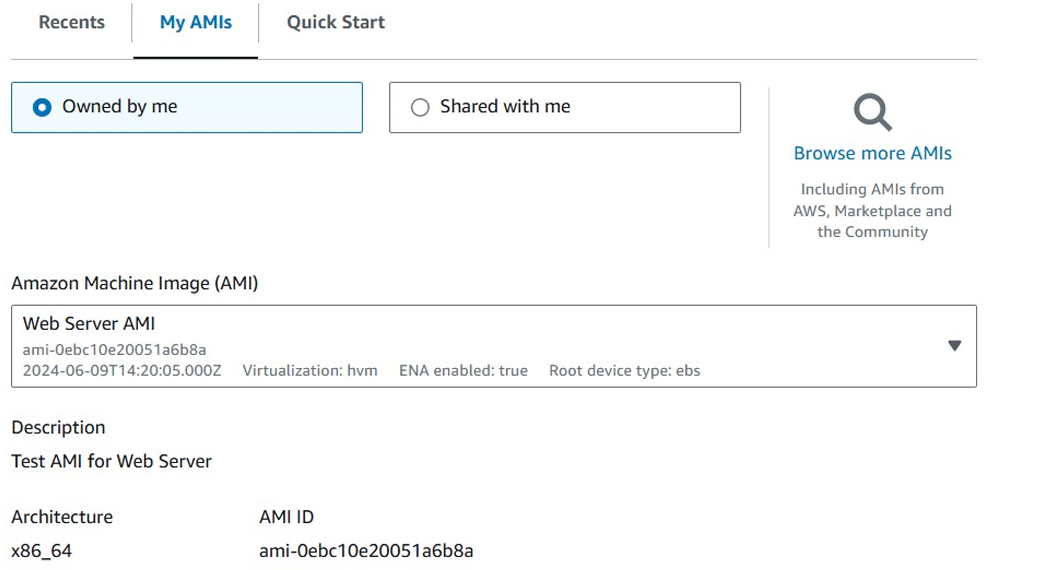 Recents
My AMIs
Quick Start
Owned by me
Shared with me
Browse more AMIs
Including AMIs from
AWS, Marketplace and
the Community
Amazon Machine Image (AMI)
Web Server AMI
ami-0ebc10e20051a6b8a
2024-06-09T14:20:05.000Z Virtualization: hvm ENA enabled: true Root device type: ebs
Description
Test AMI for Web Server
Architecture
AMI ID
x86_64
ami-0ebc10e20051a6b8a